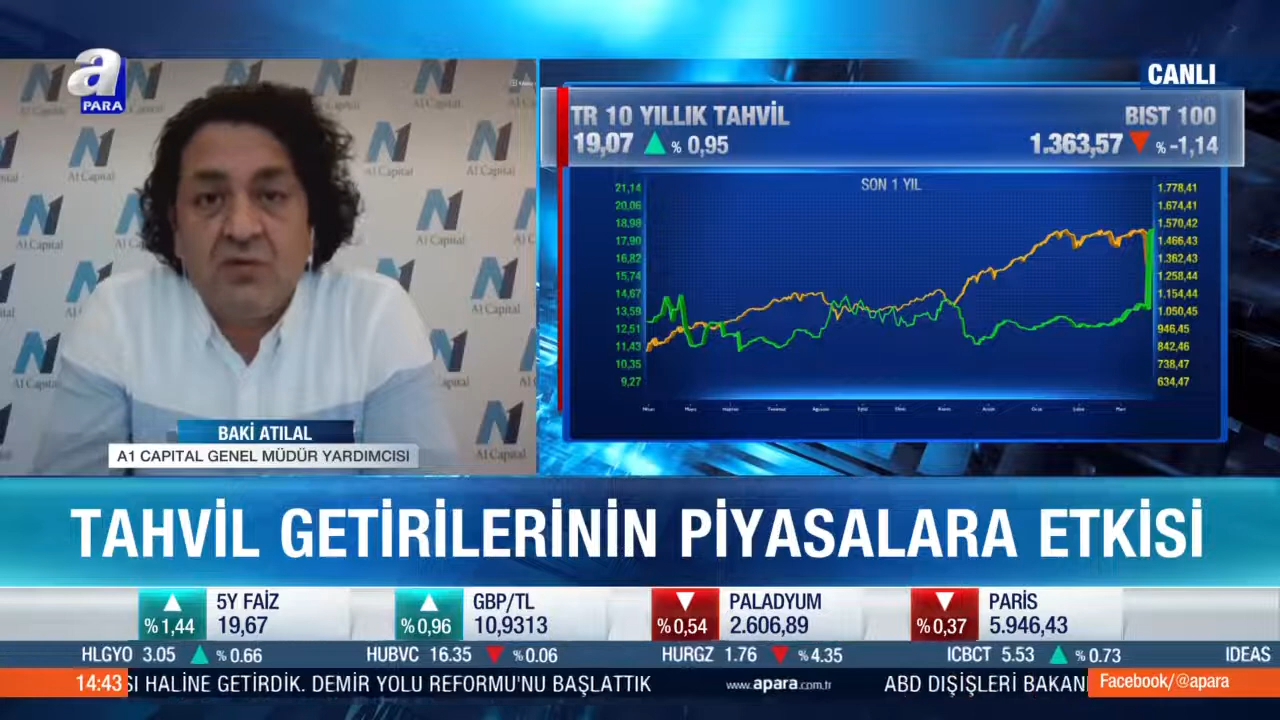 a
PARA
CANLI
TR 10 YILLIK TAHVİL
19,07 % 0,95
BIST 100
1.363,57 % -1,14
SON 1 YIL
21,14
20,06
18,98
17,90
16,82
15,74
14,67
13,59
12,51
11,43
10,35
9,27
1.778,41
1.674,41
1.570,42
1.466,43
1.362,43
1.258,44
1.154,44
1.050,45
946,45
842,46
738,47
634,47
A1 Capital
BAKİ ATILAL
A1 CAPITAL GENEL MÜDÜR YARDIMCISI
TAHVİL GETİRİLERİNİN PİYASALARA ETKİSİ
% 1,44 5Y FAİZ 19,67
% 0,96 GBP/TL 10,9313
% 0,54 PALADYUM 2.606,89
% 0,37 PARİS 5.946,43
HLGYO 3.05 % 0.66 HUBVC 16.35 % 0.06 HURGZ 1.76 % 4.35 ICBCT 5.53 % 0.73 IDEAS
14:43 Sİ HALİNE GETİRDİK. DEMİR YOLU REFORMU'NU BAŞLATTIK www.apara.com.tr ABD DIŞİŞLERİ BAKAN Facebook/@apara